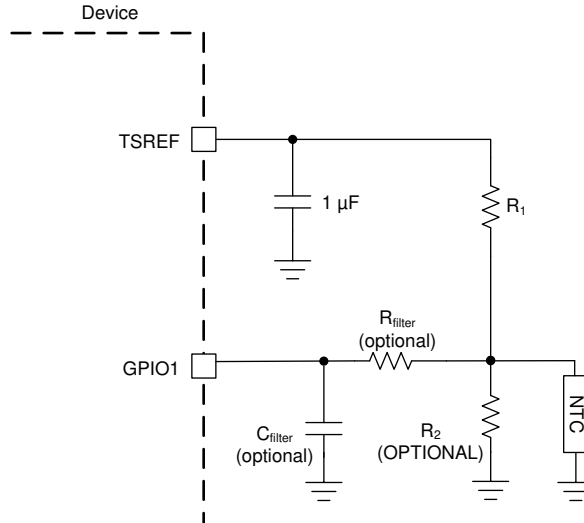 Device
TSREF
1 µF
R1
Rfilter
(optional)
GPIO1
Cfilter
(optional)
R2
(OPTIONAL)
NTC